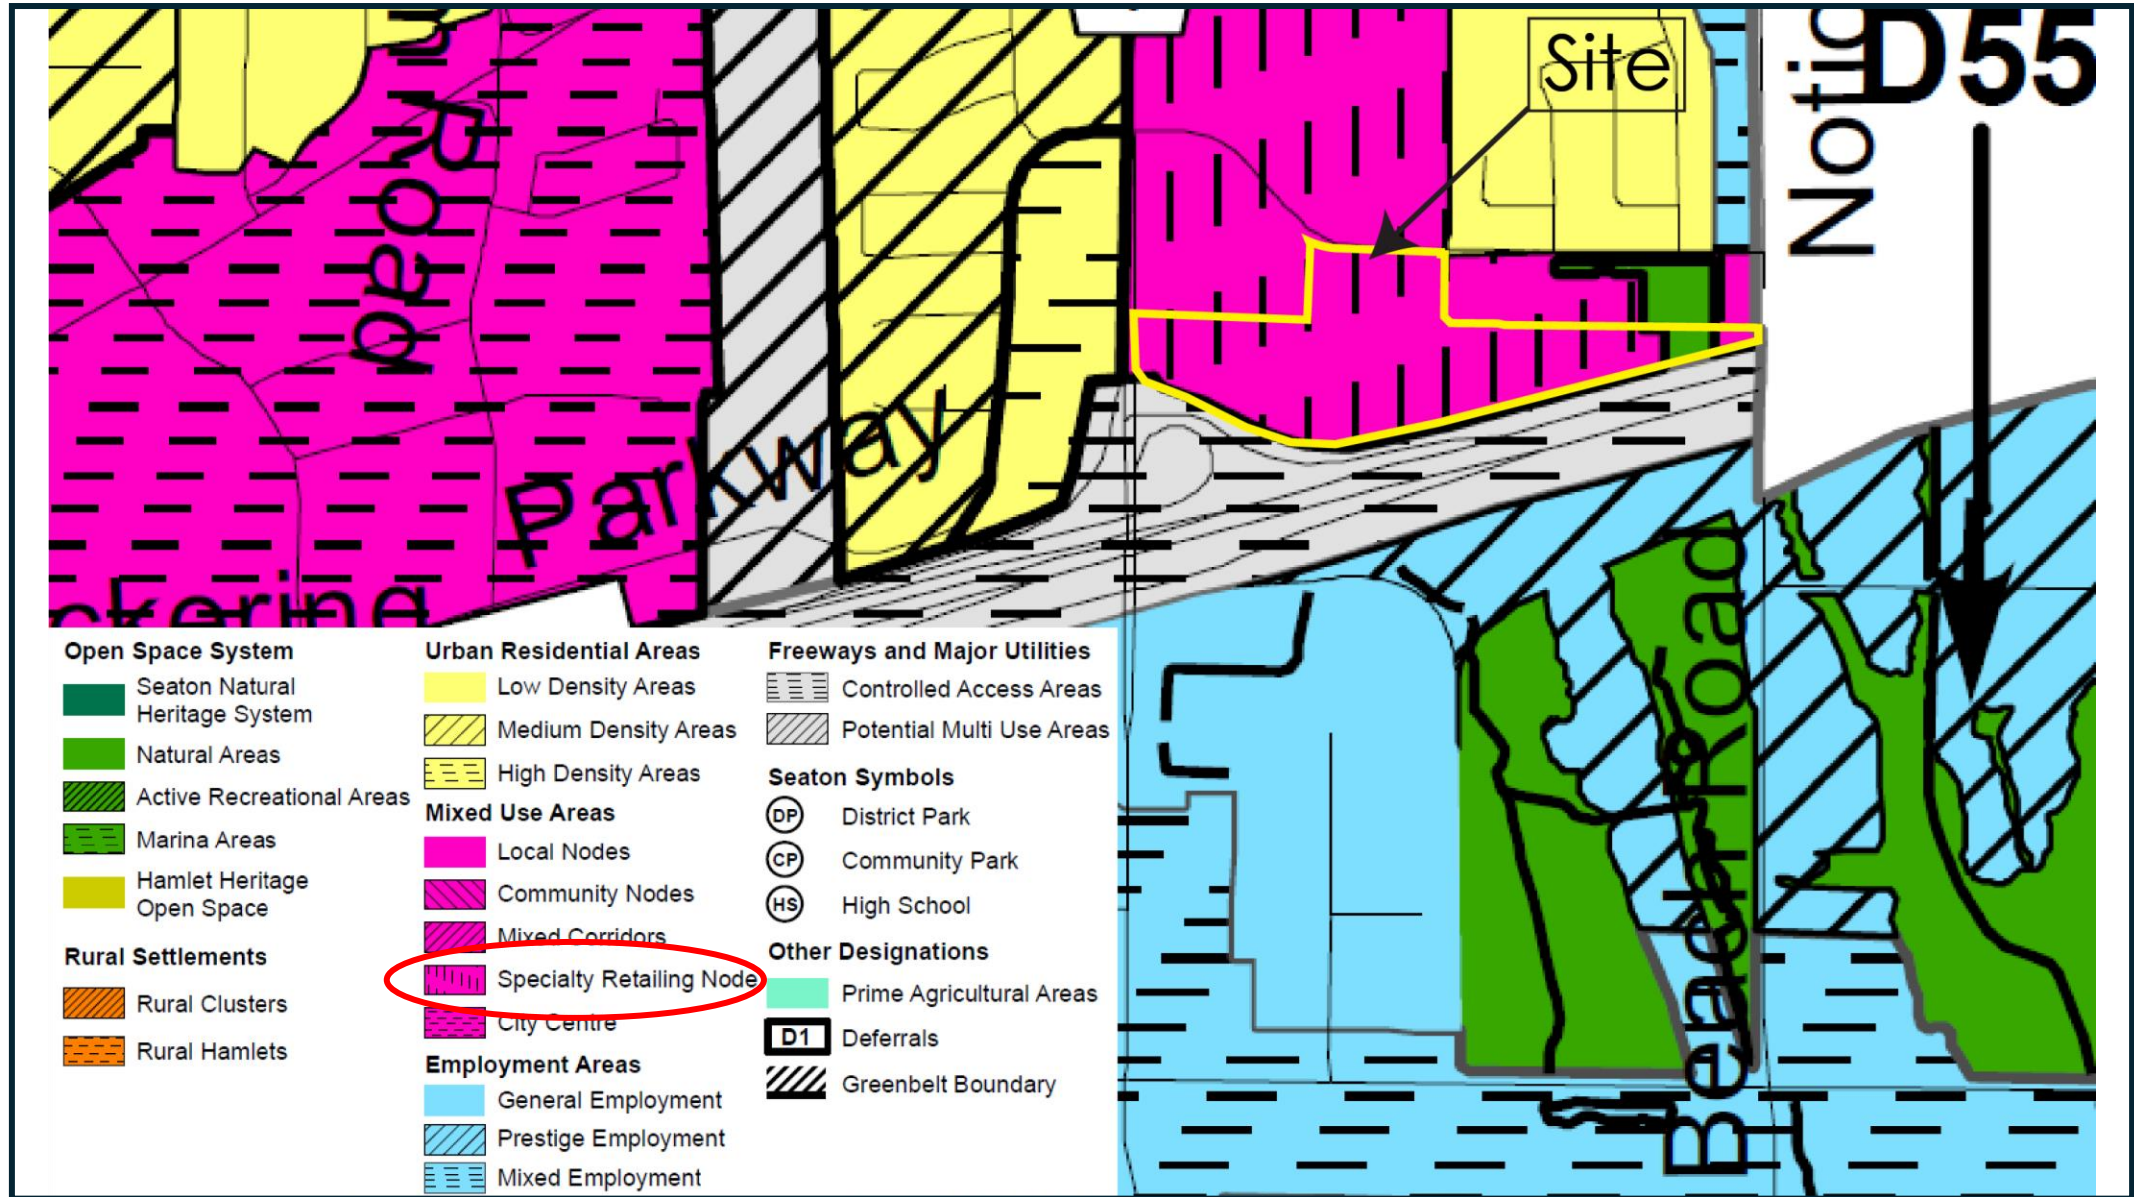 Site
D55
Notic
Road
Parkway
ckering
Beach Road
Open Space System
Seaton Natural
Heritage System
Natural Areas
Active Recreational Areas
Marina Areas
Hamlet Heritage
Open Space
Rural Settlements
Rural Clusters
Rural Hamlets
Urban Residential Areas
Low Density Areas
Medium Density Areas
High Density Areas
Mixed Use Areas
Local Nodes
Community Nodes
Mixed Corridors
Specialty Retailing Node
City Centre
Employment Areas
General Employment
Prestige Employment
Mixed Employment
Freeways and Major Utilities
Controlled Access Areas
Potential Multi Use Areas
Seaton Symbols
DP District Park
CP Community Park
HS High School
Other Designations
Prime Agricultural Areas
D1 Deferrals
Greenbelt Boundary